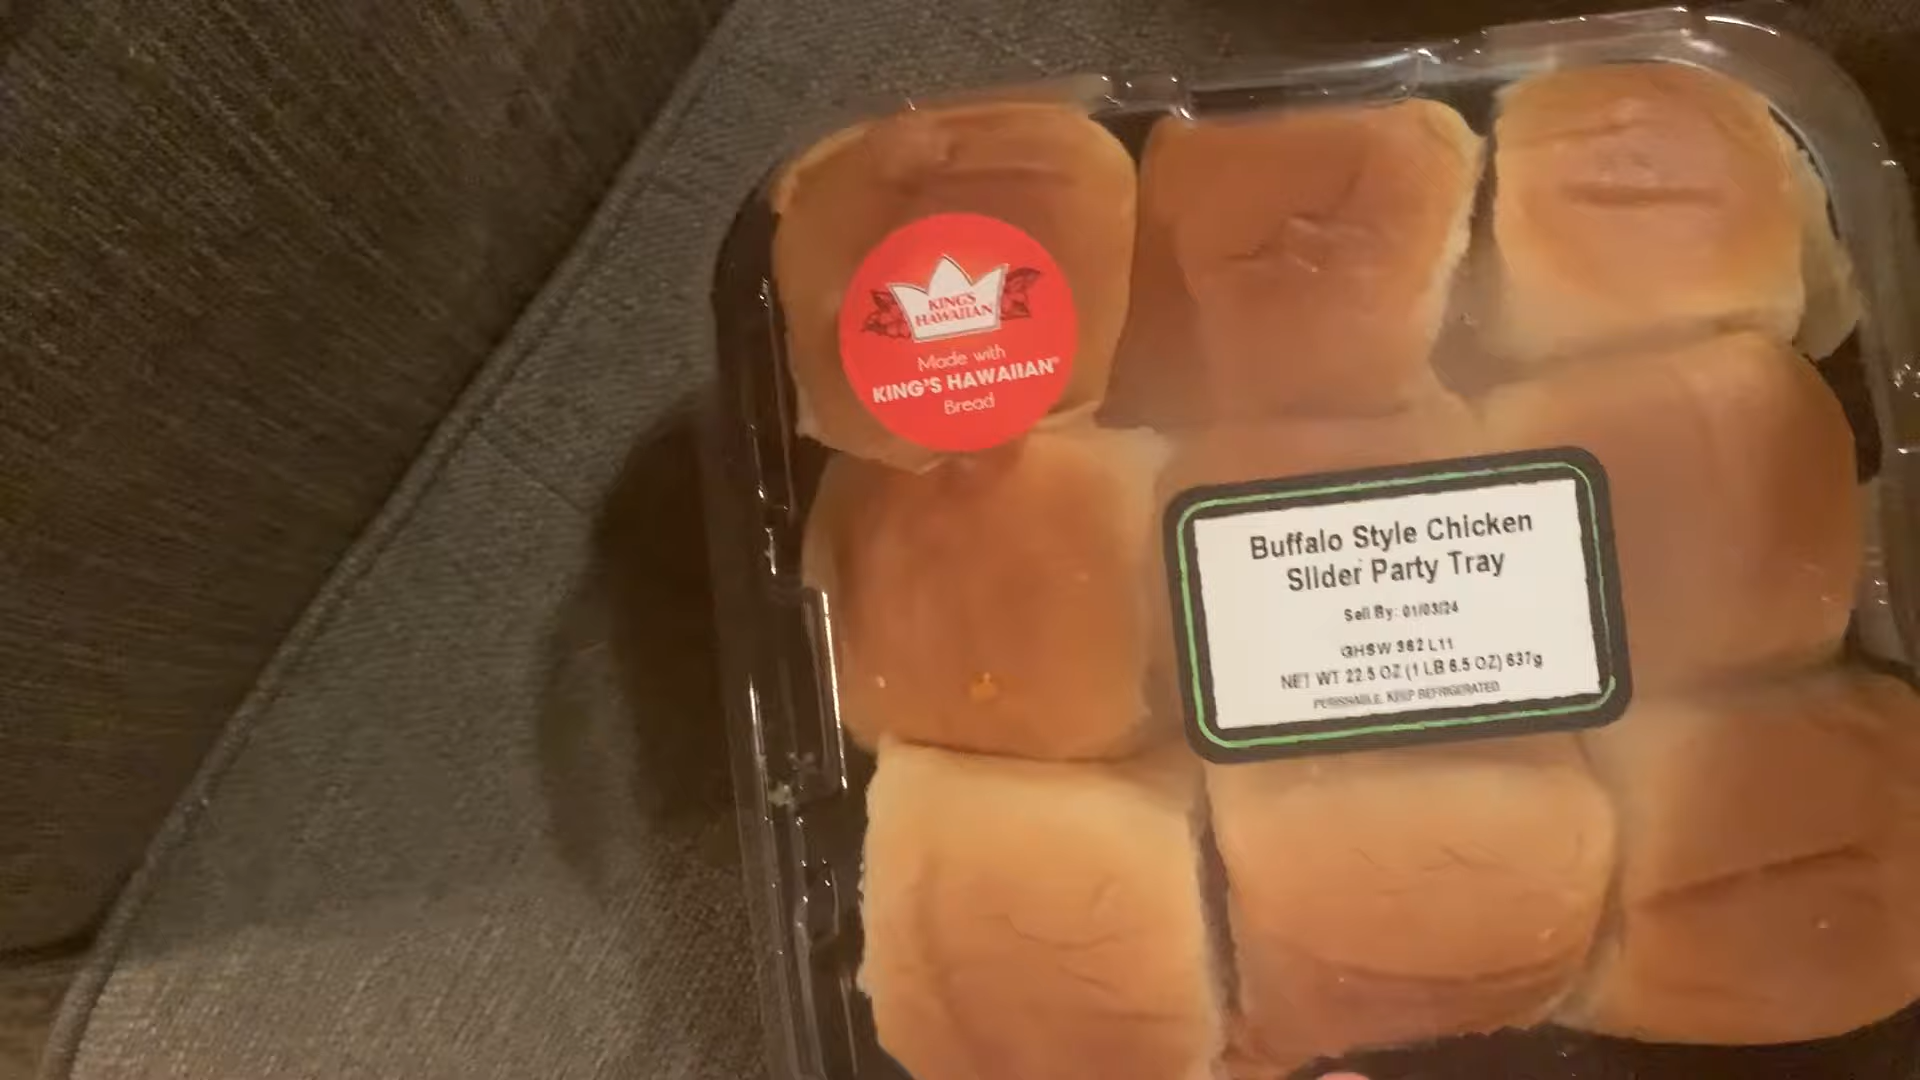 KING'S
HAWAIIAN
Made with
KING'S HAWAIIAN®
Bread
Buffalo Style Chicken
Slider Party Tray
Sell By: 01/03/24
GHSW 362 L11
NET WT 22.5 OZ (1 LB 6.5 OZ) 637g
PERISHABLE, KEEP REFRIGERATED